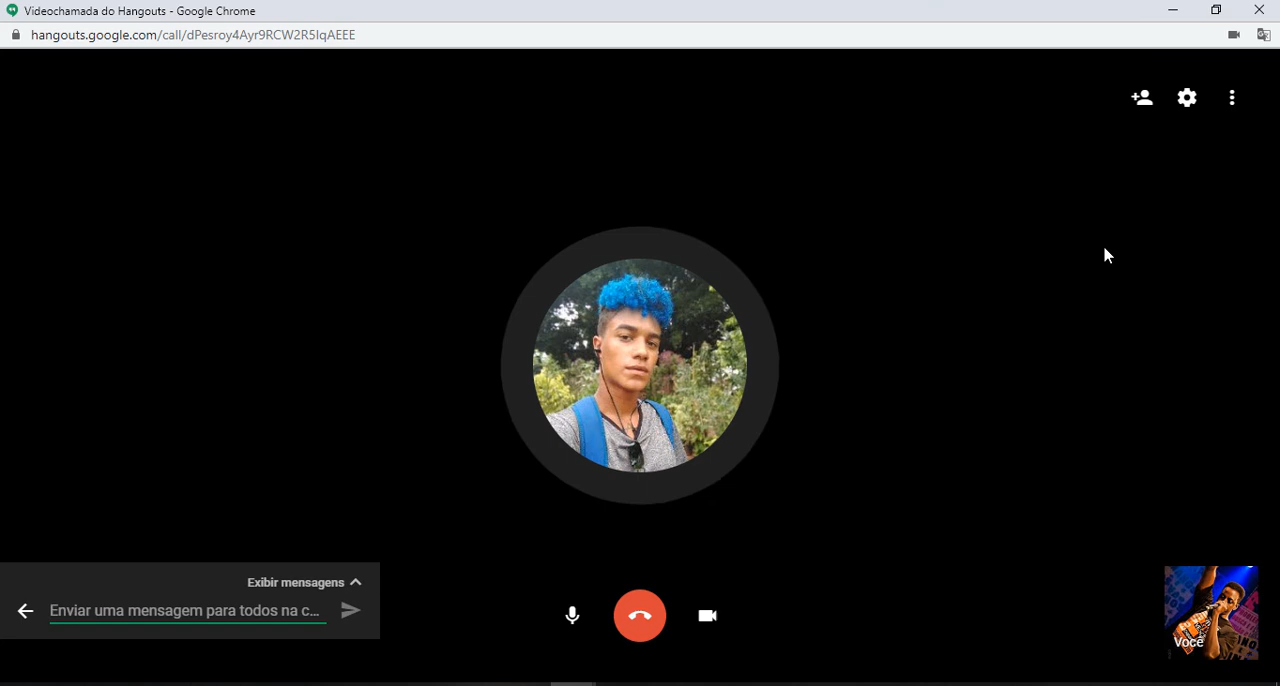 Videochamada do Hangouts - Google Chrome
hangouts.google.com/call/dPesroy4Ayr9RCW2R5IqAEEE
Exibir mensagens
Enviar uma mensagem para todos na c...
Você